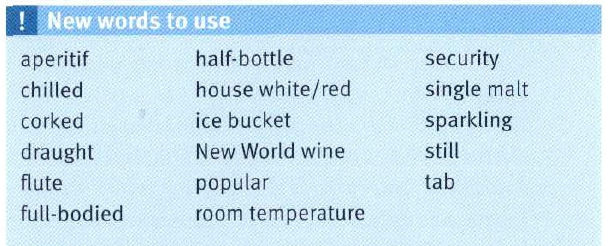 ! New words to use
aperitif
chilled
corked
draught
flute
full-bodied
half-bottle
house white/red
ice bucket
New World wine
popular
room temperature
security
single malt
sparkling
still
tab